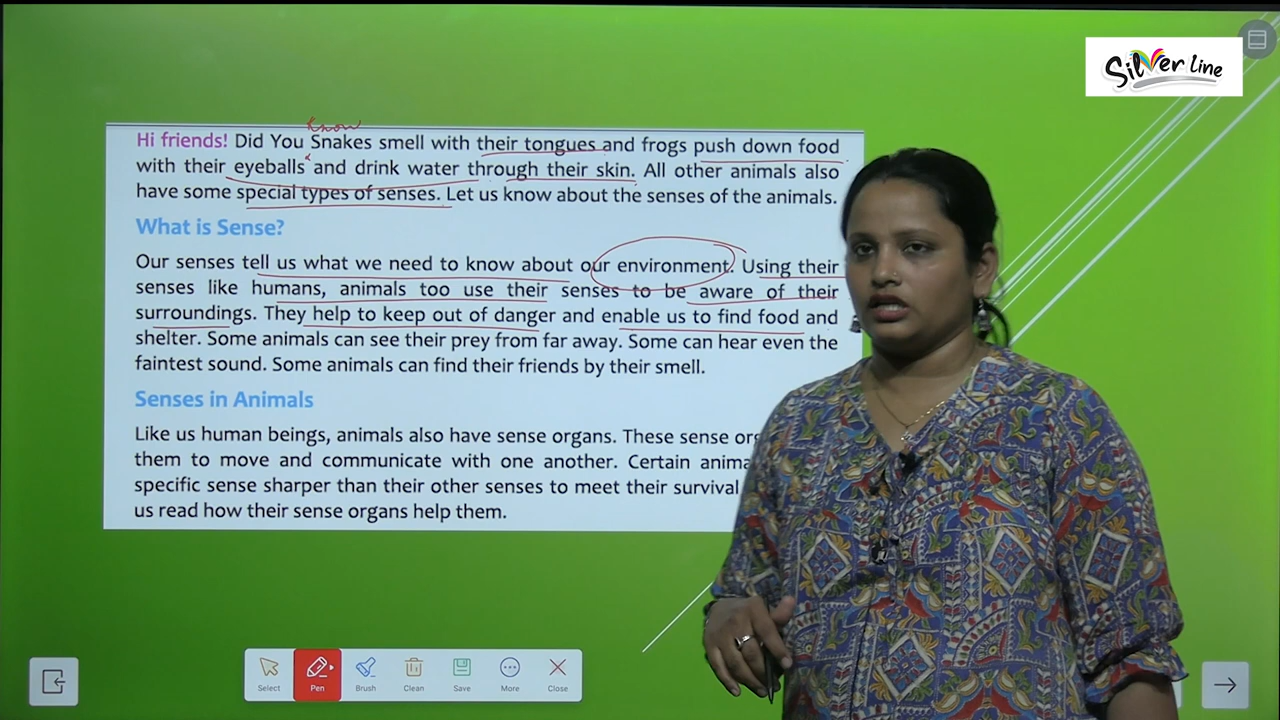 Silver Line
Know
Hi friends! Did You Snakes smell with their tongues and frogs push down food
with their eyeballs and drink water through their skin. All other animals also
have some special types of senses. Let us know about the senses of the animals.
What is Sense?
Our senses tell us what we need to know about our environment. Using their
senses like humans, animals too use their senses to be aware of their
surroundings. They help to keep out of danger and enable us to find food and
shelter. Some animals can see their prey from far away. Some can hear even the
faintest sound. Some animals can find their friends by their smell.
Senses in Animals
Like us human beings, animals also have sense organs. These sense
them to move and communicate with one another. Certain
specific sense sharper than their other senses to meet their survival
us read how their sense organs help them.
Select Pen Brush Clean Save More Close